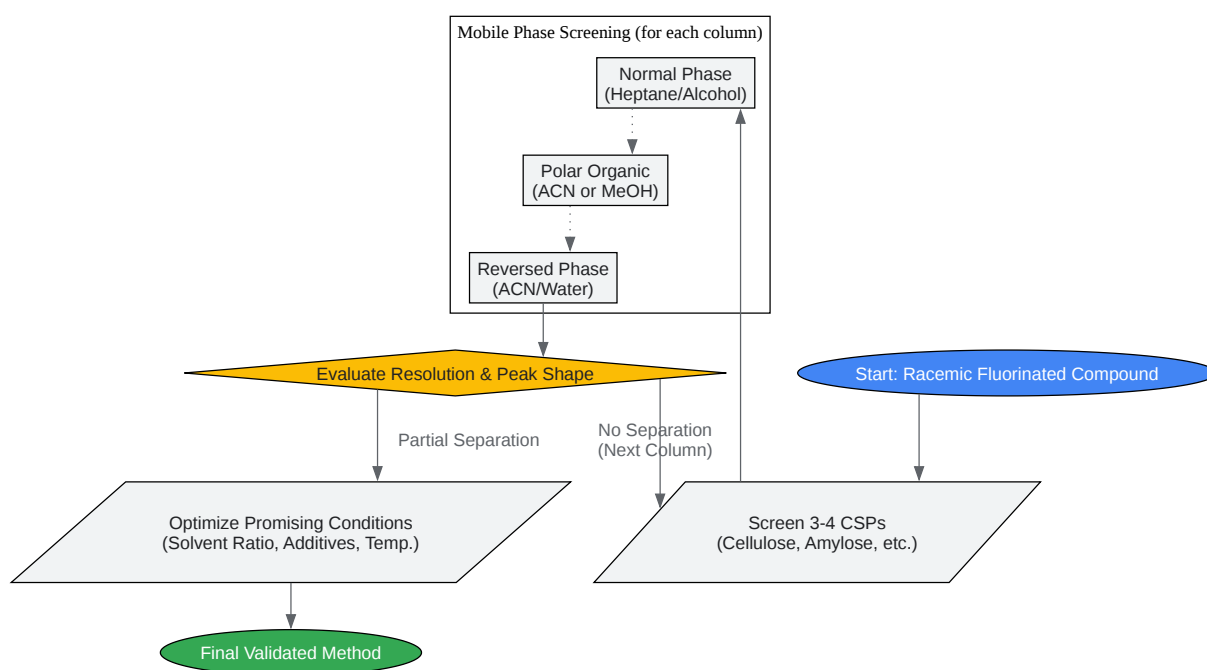 Mobile Phase Screening (for each column)
Normal Phase
(Heptane/Alcohol)
Polar Organic
(ACN or MeOH)
Reversed Phase
(ACN/Water)
Evaluate Resolution & Peak Shape
Start: Racemic Fluorinated Compound
Partial Separation
No Separation
(Next Column)
Optimize Promising Conditions
(Solvent Ratio, Additives, Temp.)
Screen 3-4 CSPs
(Cellulose, Amylose, etc.)
Final Validated Method